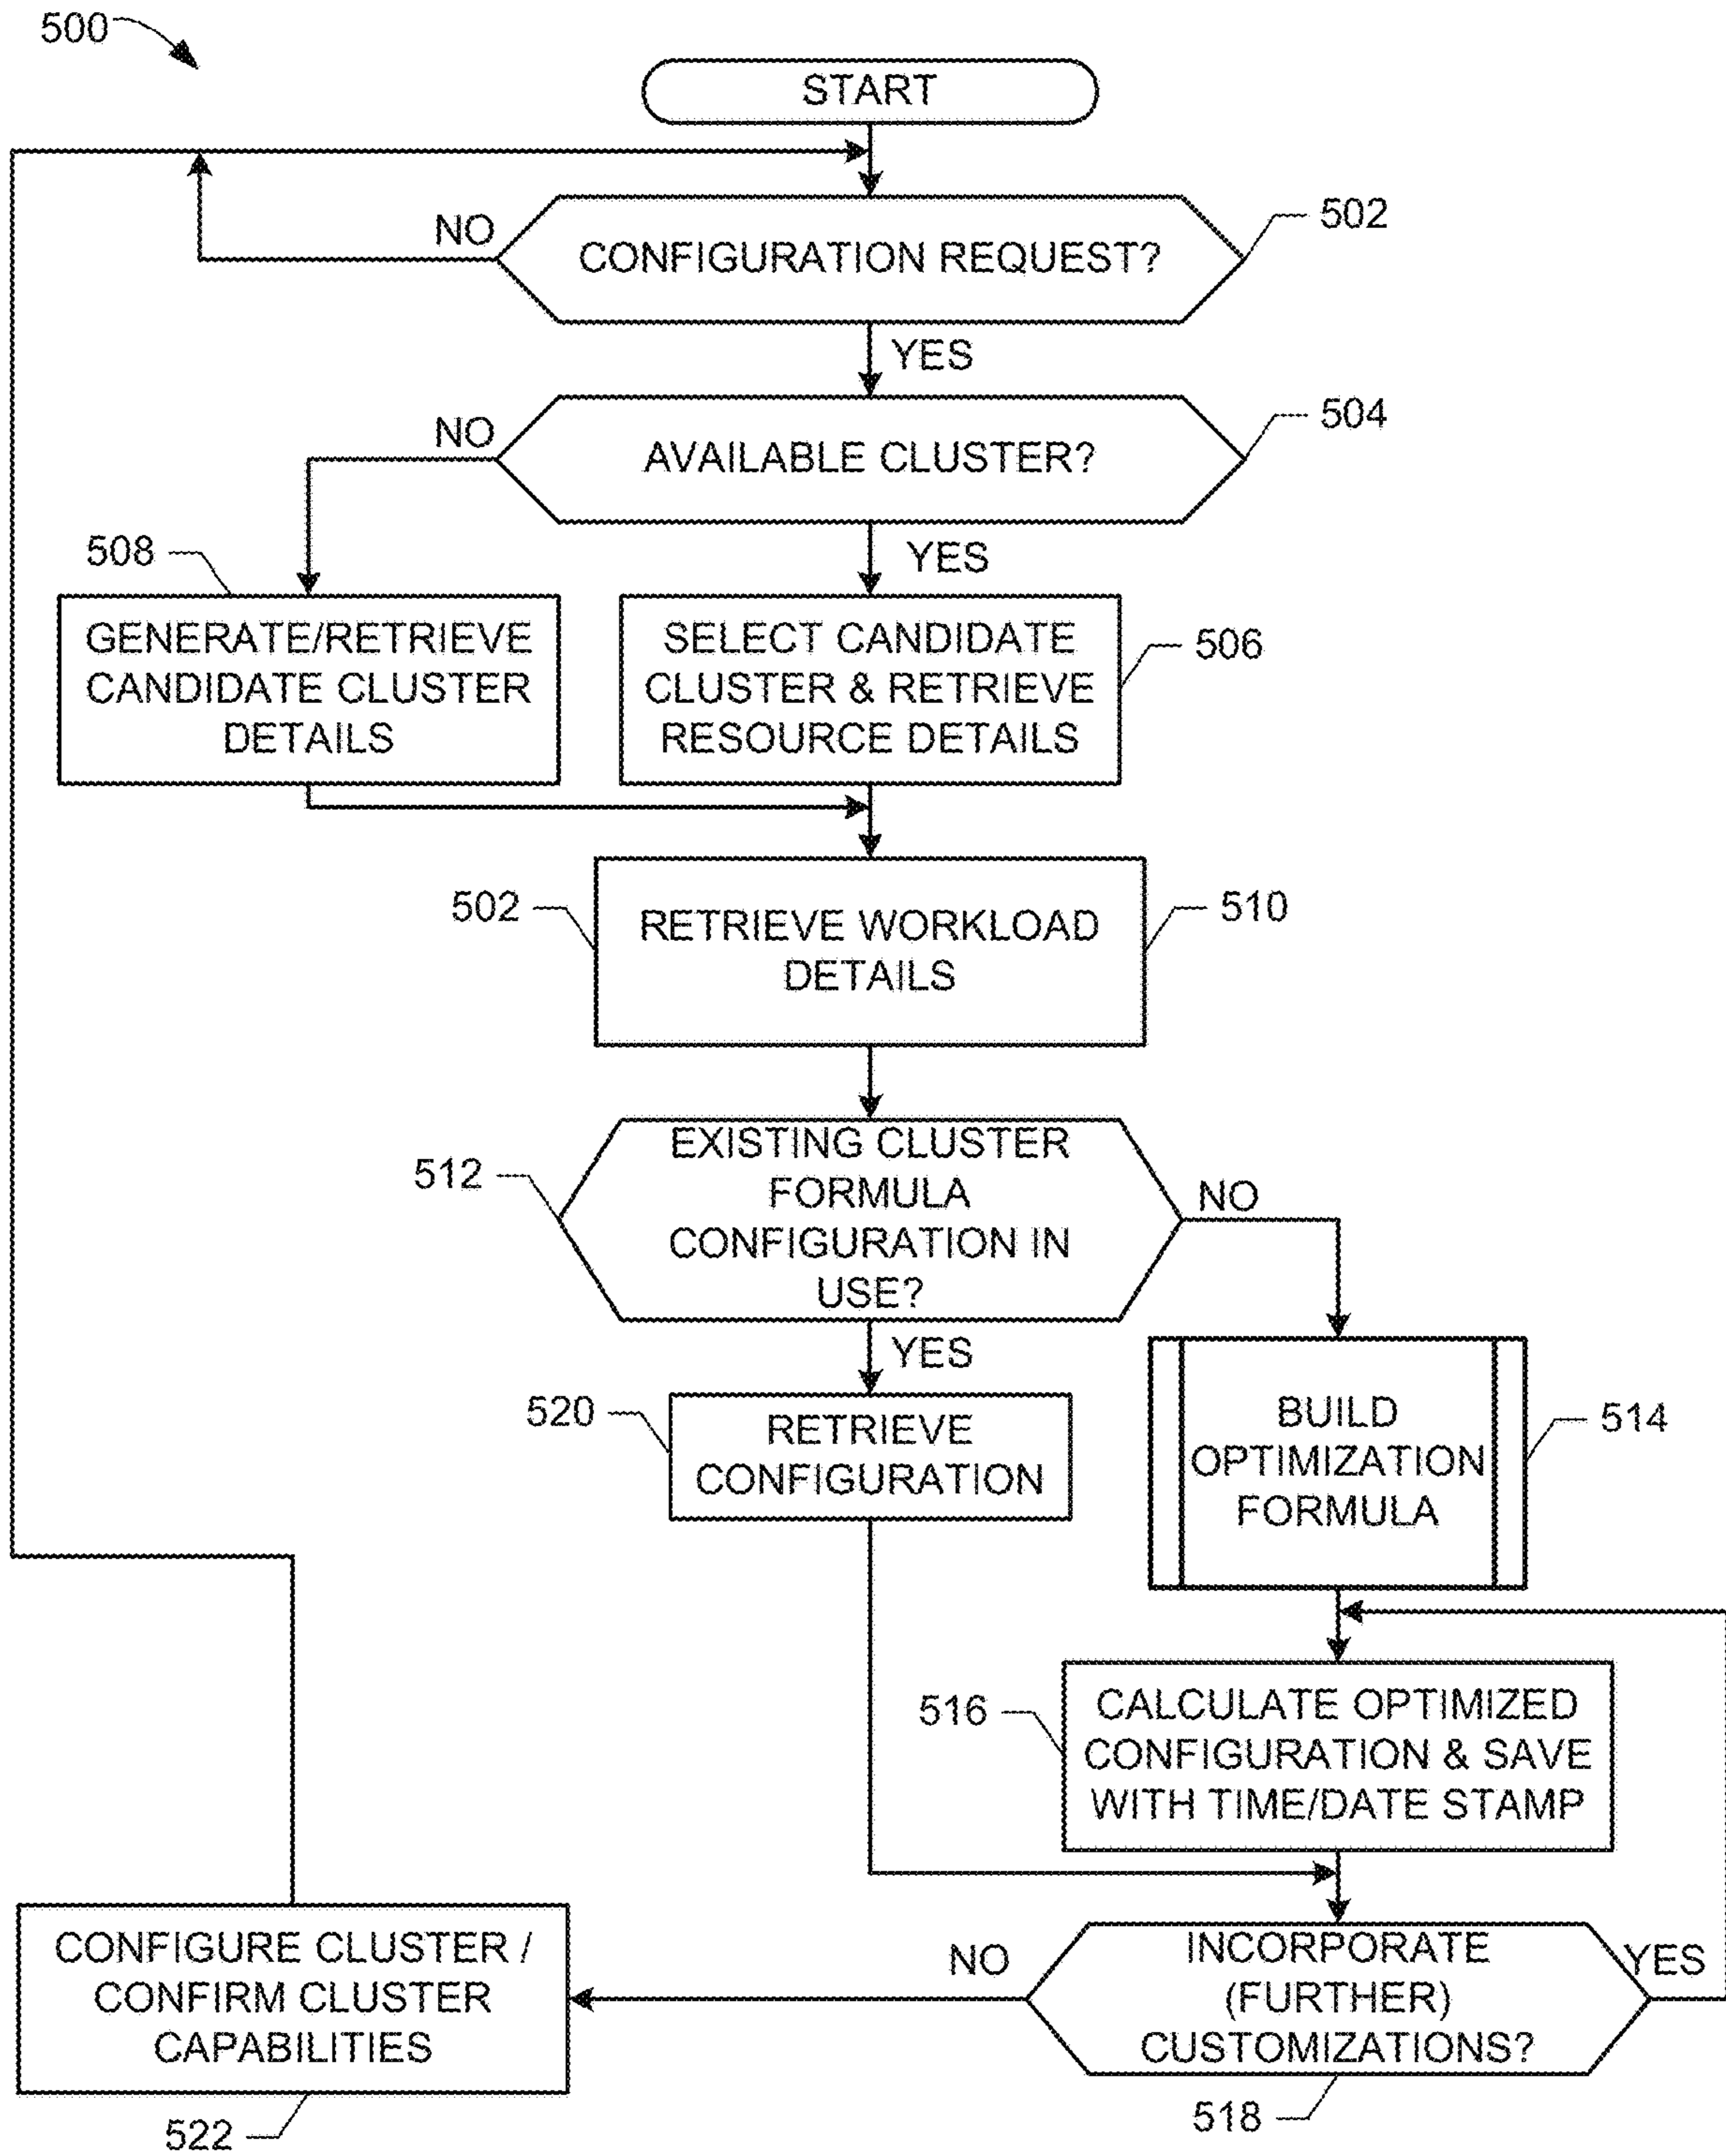 500
START
NO
CONFIGURATION REQUEST?
502
YES
NO
AVAILABLE CLUSTER?
504
508
YES
GENERATE/RETRIEVE
CANDIDATE CLUSTER
DETAILS
SELECT CANDIDATE
CLUSTER & RETRIEVE
RESOURCE DETAILS
506
502
RETRIEVE WORKLOAD
DETAILS
510
512
EXISTING CLUSTER
FORMULA
CONFIGURATION IN
USE?
NO
YES
520
RETRIEVE
CONFIGURATION
BUILD
OPTIMIZATION
FORMULA
514
516
CALCULATE OPTIMIZED
CONFIGURATION & SAVE
WITH TIME/DATE STAMP
CONFIGURE CLUSTER /
CONFIRM CLUSTER
CAPABILITIES
522
NO
INCORPORATE
(FURTHER)
CUSTOMIZATIONS?
YES
518